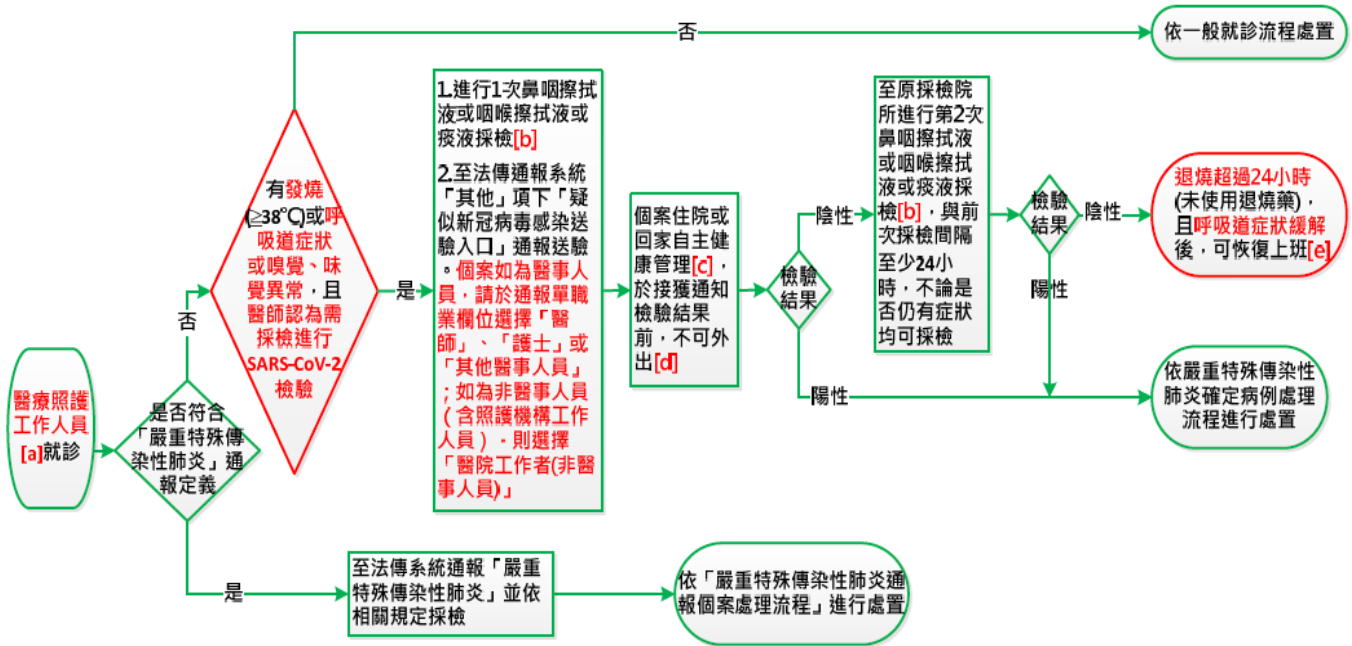 醫療照護
工作人員
[a]就診
是否符合
「嚴重特殊傳
染性肺炎」通
報定義
否
是
有發燒
(≧38℃)或呼
吸道症狀
或嗅覺、味
覺異常，且
醫師認為需
採檢進行
SARS-CoV-2
檢驗
否
是
依一般就診流程處置
1.進行1次鼻咽擦拭
液或咽喉擦拭液或
痰液採檢[b]
2.至法傳通報系統
「其他」項下「疑
似新冠病毒感染送
驗入口」通報送驗
。個案如為醫事人
員，請於通報單職
業欄位選擇「醫
師」、「護士」或
「其他醫事人員」
；如為非醫事人員
（含照護機構工作
人員）﹐則選擇
「醫院工作者(非醫
事人員)」
個案住院或
回家自主健
康管理[c]，
於接獲通知
檢驗結果
前，不可外
出[d]
檢驗
結果
陰性
陽性
至原採檢院
所進行第2次
鼻咽擦拭液
或咽喉擦拭
液或痰液採
檢[b]，與前
次採檢間隔
至少24小
時，不論是
否仍有症狀
均可採檢
檢驗
結果
陰性
陽性
退燒超過24小時
(未使用退燒藥)，
且呼吸道症狀緩解
後，可恢復上班[e]
依嚴重特殊傳染性
肺炎確定病例處理
流程進行處置
至法傳系統通報「嚴重
特殊傳染性肺炎」並依
相關規定採檢
依「嚴重特殊傳染性肺炎通
報個案處理流程」進行處置